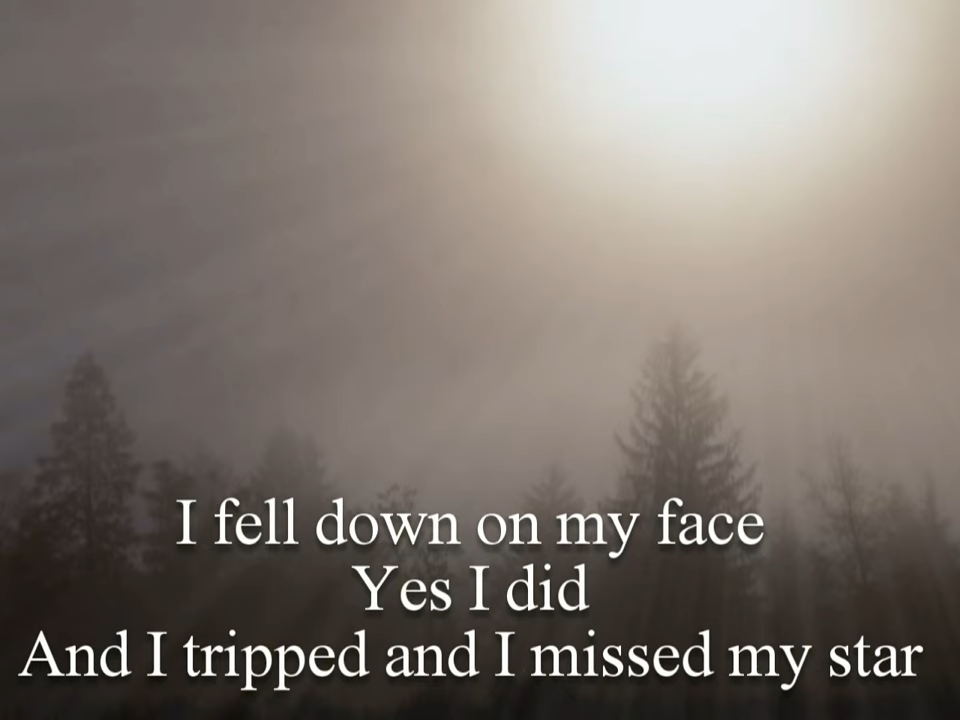 I fell down on my face
Yes I did
And I tripped and I missed my star